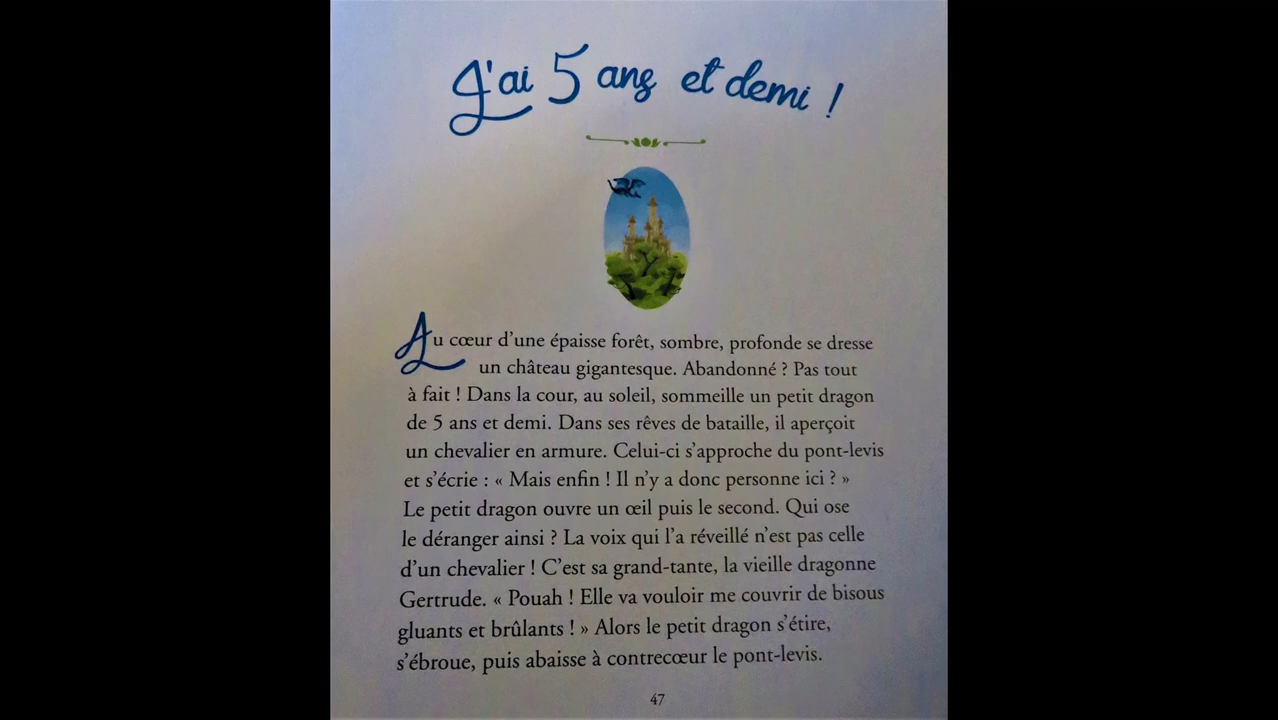 J'ai 5 ans et demi !
Au cœur d'une épaisse forêt, sombre, profonde se dresse
un château gigantesque. Abandonné ? Pas tout
à fait ! Dans la cour, au soleil, sommeille un petit dragon
de 5 ans et demi. Dans ses rêves de bataille, il aperçoit
un chevalier en armure. Celui-ci s'approche du pont-levis
et s'écrie : « Mais enfin ! Il n'y a donc personne ici ? »
Le petit dragon ouvre un œil puis le second. Qui ose
le déranger ainsi ? La voix qui l'a réveillé n'est pas celle
d'un chevalier ! C'est sa grand-tante, la vieille dragonne
Gertrude. « Pouah ! Elle va vouloir me couvrir de bisous
gluants et brûlants ! » Alors le petit dragon s'étire,
s'ébroue, puis abaisse à contrecœur le pont-levis.
47